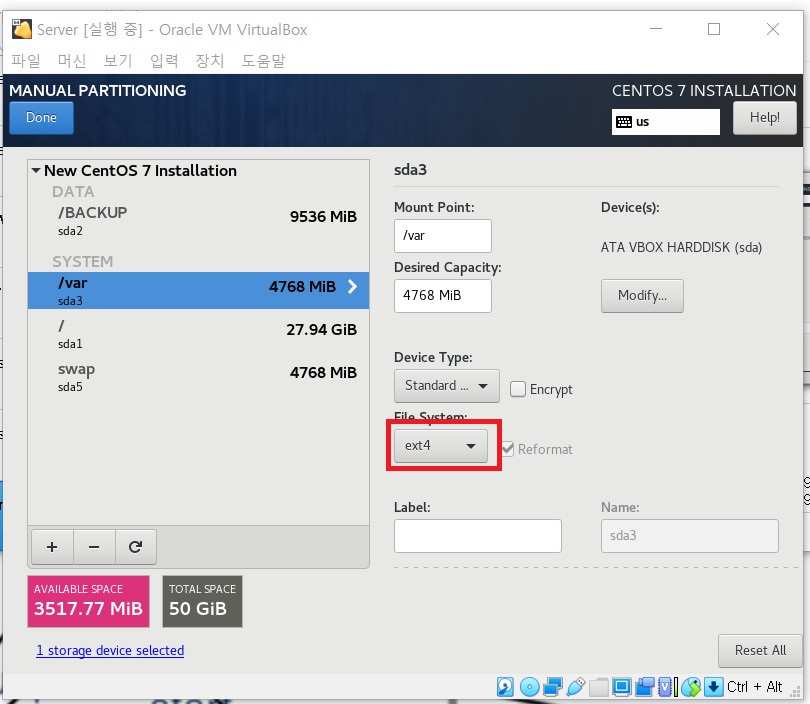 Server [실행 중] - Oracle VM VirtualBox
파일 머신 보기 입력 장치 도움말
MANUAL PARTITIONING
CENTOS 7 INSTALLATION
Done
us
Help!
New CentOS 7 Installation
DATA
/BACKUP
9536 MiB
sda2
SYSTEM
/var
4768 MiB
sda3
/
27.94 GiB
sda1
swap
4768 MiB
sda5
+ −
AVAILABLE SPACE
3517.77 MiB
TOTAL SPACE
50 GiB
1 storage device selected
sda3
Mount Point:
Device(s):
/var
ATA VBOX HARDDISK (sda)
Desired Capacity:
4768 MiB
Modify...
Device Type:
Standard ...
Encrypt
File System:
ext4
Reformat
Label:
Name:
sda3
Reset All
Ctrl + Alt